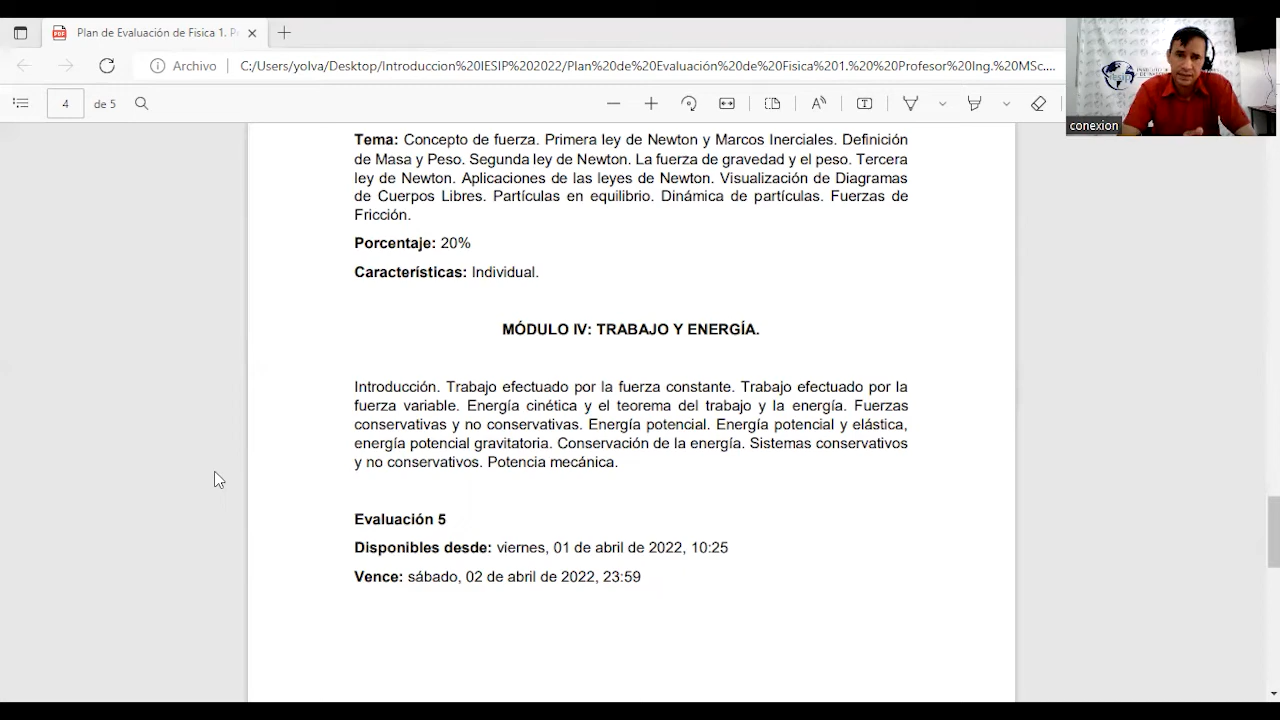 Plan de Evaluación de Fisica 1. P
Archivo
C:/Users/yolva/Desktop/Introduccion%20IESIP%202022/Plan%20de%20Evaluación%20de%20Fisica%201.%20%20Profesor%20Ing.%20MSc....
4 de 5
conexion
Tema: Concepto de fuerza. Primera ley de Newton y Marcos Inerciales. Definición
de Masa y Peso. Segunda ley de Newton. La fuerza de gravedad y el peso. Tercera
ley de Newton. Aplicaciones de las leyes de Newton. Visualización de Diagramas
de Cuerpos Libres. Partículas en equilibrio. Dinámica de partículas. Fuerzas de
Fricción.
Porcentaje: 20%
Características: Individual.
MÓDULO IV: TRABAJO Y ENERGÍA.
Introducción. Trabajo efectuado por la fuerza constante. Trabajo efectuado por la
fuerza variable. Energía cinética y el teorema del trabajo y la energía. Fuerzas
conservativas y no conservativas. Energía potencial. Energía potencial y elástica,
energía potencial gravitatoria. Conservación de la energía. Sistemas conservativos
y no conservativos. Potencia mecánica.
Evaluación 5
Disponibles desde: viernes, 01 de abril de 2022, 10:25
Vence: sábado, 02 de abril de 2022, 23:59